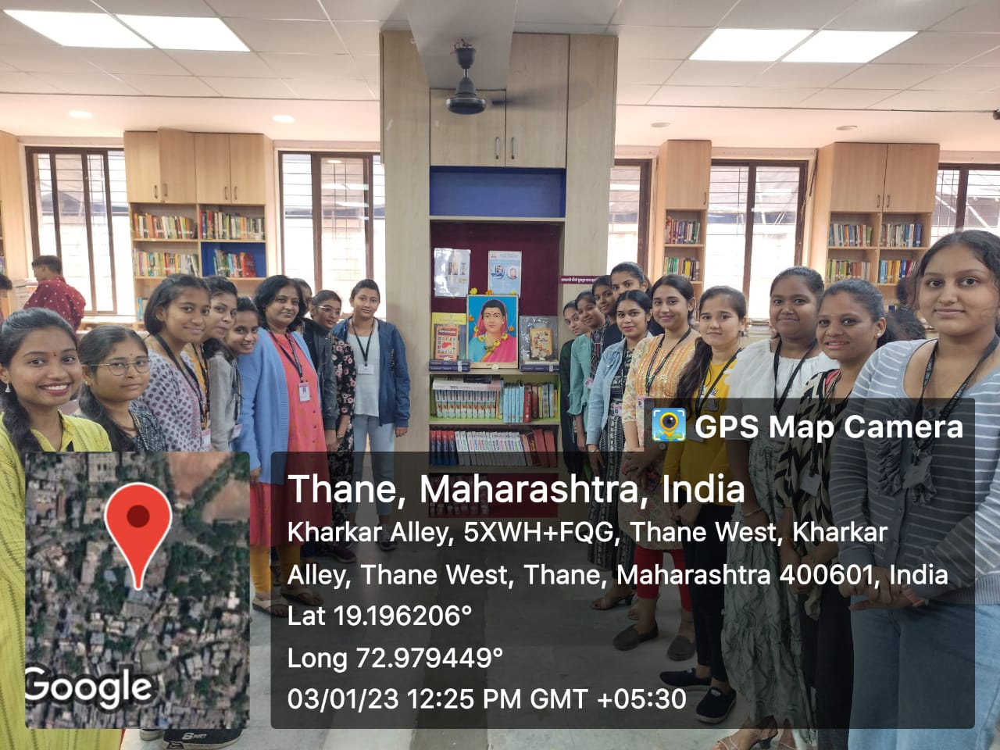 GPS Map Camera
Thane, Maharashtra, India
Kharkar Alley, 5XWH+FQG, Thane West, Kharkar
Alley, Thane West, Thane, Maharashtra 400601, India
Lat 19.196206°
Long 72.979449°
03/01/23 12:25 PM GMT +05:30
Google